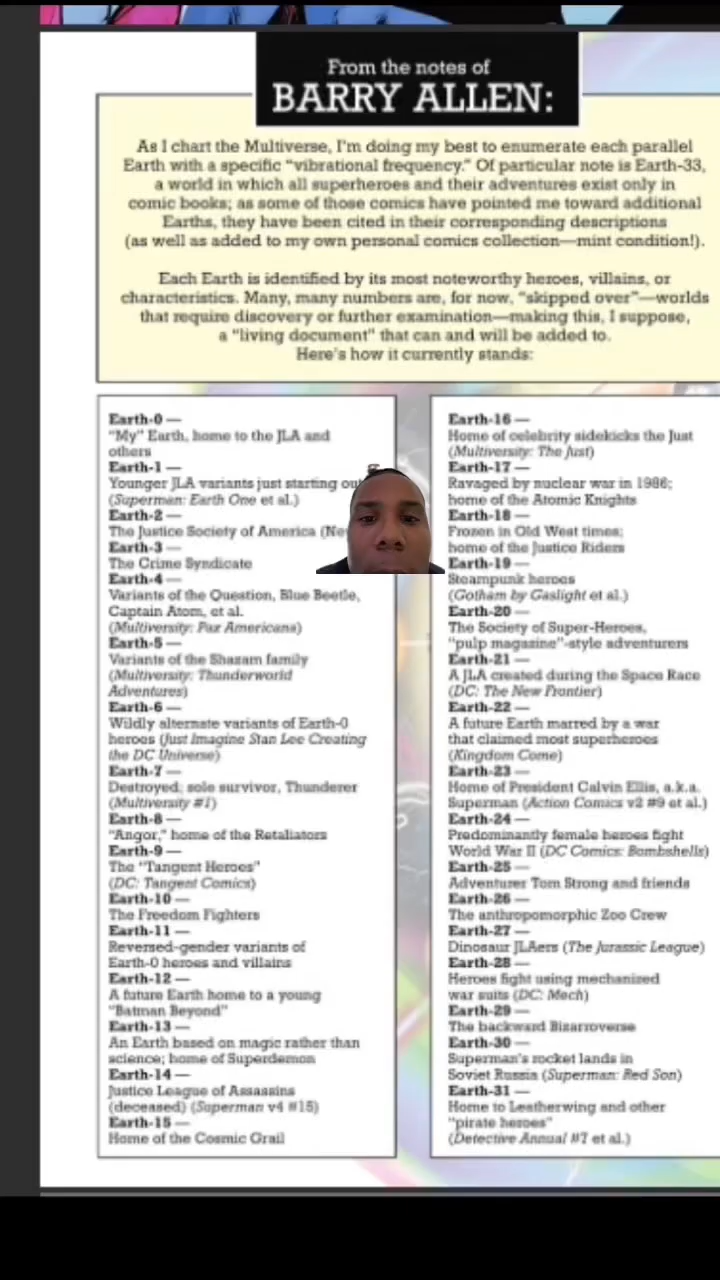 From the notes of
BARRY ALLEN:
As I chart the Multiverse, I'm doing my best to enumerate each parallel
Earth with a specific "vibrational frequency." Of particular note is Earth-33,
a world in which all superheroes and their adventures exist only in
comic books; as some of those comics have pointed me toward additional
Earths, they have been cited in their corresponding descriptions
(as well as added to my own personal comics collection—mint condition!).
Each Earth is identified by its most noteworthy heroes, villains, or
characteristics. Many, many numbers are, for now, "skipped over"—worlds
that require discovery or further examination—making this, I suppose,
a "living document" that can and will be added to.
Here's how it currently stands:
Earth-0 —
"My" Earth, home to the JLA and
others
Earth-1 —
Younger JLA variants just starting out
(Superman: Earth One et al.)
Earth-2 —
The Justice Society of America
Earth-3 —
The Crime Syndicate
Earth-4 —
Variants of the Question, Blue Beetle,
Captain Atom, et al.
(Multiversity: Pax Americana)
Earth-5 —
Variants of the Shazam family
(Multiversity: Thunderworld
Adventures)
Earth-6 —
Wildly alternate variants of Earth-0
heroes (Just Imagine Stan Lee Creating
the DC Universe)
Earth-7 —
Destroyed; sole survivor, Thunderer
(Multiversity #1)
Earth-8 —
"Angor," home of the Retaliators
Earth-9 —
The "Tangent Heroes"
(DC: Tangent Comics)
Earth-10 —
The Freedom Fighters
Earth-11 —
Reversed-gender variants of
Earth-0 heroes and villains
Earth-12 —
A future Earth home to a young
"Batman Beyond"
Earth-13 —
An Earth based on magic rather than
science; home of Superdemon
Earth-14 —
Justice League of Assassins
(deceased) (Superman v4 #15)
Earth-15 —
Home of the Cosmic Grail
Earth-16 —
Home of celebrity sidekicks the Just
(Multiversity: The Just)
Earth-17 —
Ravaged by nuclear war in 1986;
home of the Atomic Knights
Earth-18 —
Frozen in Old West times;
home of the Justice Riders
Earth-19 —
Steampunk heroes
(Gotham by Gaslight et al.)
Earth-20 —
The Society of Super-Heroes,
"pulp magazine"-style adventurers
Earth-21 —
A JLA created during the Space Race
(DC: The New Frontier)
Earth-22 —
A future Earth marred by a war
that claimed most superheroes
(Kingdom Come)
Earth-23 —
Home of President Calvin Ellis, a.k.a.
Superman (Action Comics v2 #9 et al.)
Earth-24 —
Predominantly female heroes fight
World War II (DC Comics: Bombshells)
Earth-25 —
Adventurer Tom Strong and friends
Earth-26 —
The anthropomorphic Zoo Crew
Earth-27 —
Dinosaur JLAers (The Jurassic League)
Earth-28 —
Heroes fight using mechanized
war suits (DC: Mech)
Earth-29 —
The backward Bizarroverse
Earth-30 —
Superman's rocket lands in
Soviet Russia (Superman: Red Son)
Earth-31 —
Home to Leatherwing and other
"pirate heroes"
(Detective Annual #7 et al.)